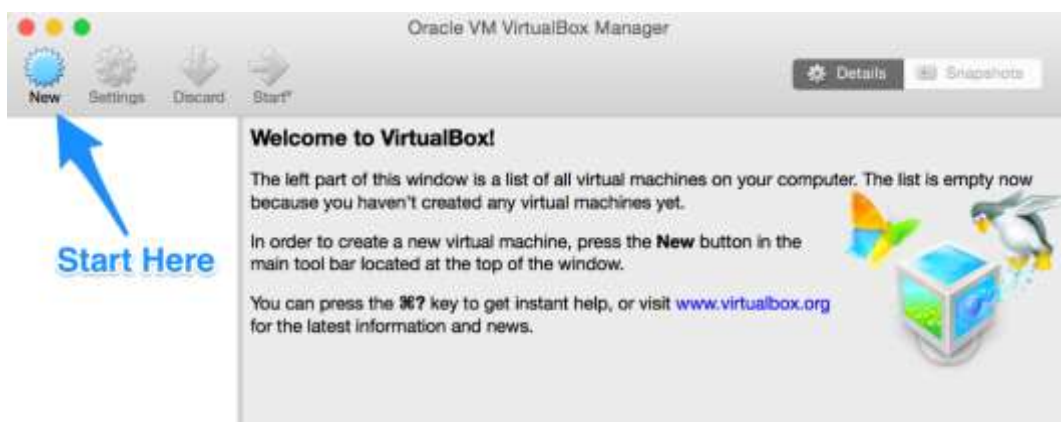 Oracle VM VirtualBox Manager
New Settings Discard Start
Details Snapshots
Welcome to VirtualBox!
The left part of this window is a list of all virtual machines on your computer. The list is empty now
because you haven't created any virtual machines yet.
In order to create a new virtual machine, press the New button in the
main tool bar located at the top of the window.
You can press the ⌘? key to get instant help, or visit www.virtualbox.org
for the latest information and news.
Start Here